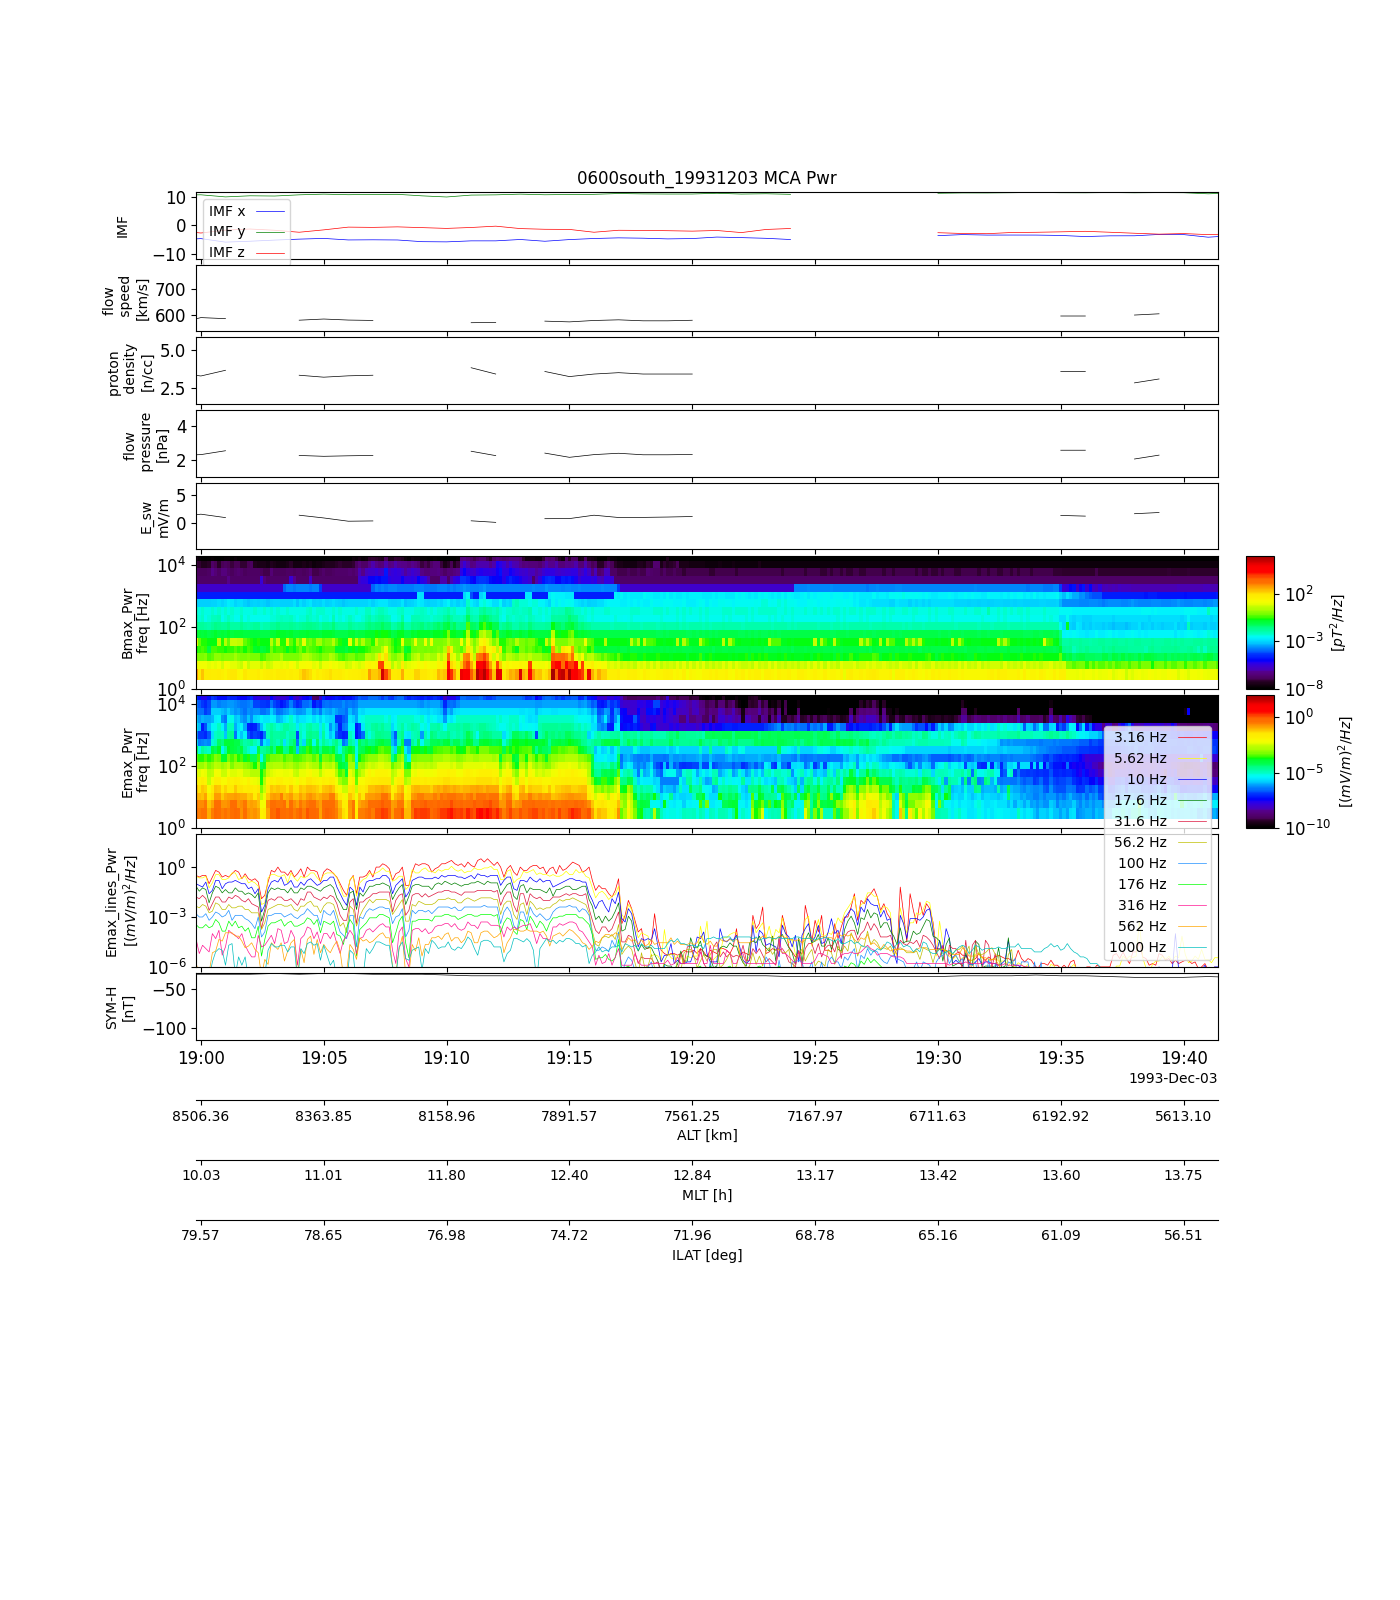 0600south_19931203 MCA Pwr
10
0
−10
IMF
IMF x
IMF y
IMF z
700
600
flow
speed
[km/s]
5.0
2.5
proton
density
[n/cc]
4
2
flow
pressure
[nPa]
5
0
E_sw
mV/m
10^4
10^2
10^0
Bmax_Pwr
freq [Hz]
10^2
10^−3
10^−8
[pT^2/Hz]
10^4
10^2
10^0
Emax_Pwr
freq [Hz]
10^0
10^−5
10^−10
[(mV/m)^2/Hz]
3.16 Hz
5.62 Hz
10 Hz
17.6 Hz
31.6 Hz
56.2 Hz
100 Hz
176 Hz
316 Hz
562 Hz
1000 Hz
10^0
10^−3
10^−6
Emax_lines_Pwr
[(mV/m)^2/Hz]
−50
−100
SYM-H
[nT]
19:00 19:05 19:10 19:15 19:20 19:25 19:30 19:35 19:40
1993-Dec-03
8506.36 8363.85 8158.96 7891.57 7561.25 7167.97 6711.63 6192.92 5613.10
ALT [km]
10.03 11.01 11.80 12.40 12.84 13.17 13.42 13.60 13.75
MLT [h]
79.57 78.65 76.98 74.72 71.96 68.78 65.16 61.09 56.51
ILAT [deg]